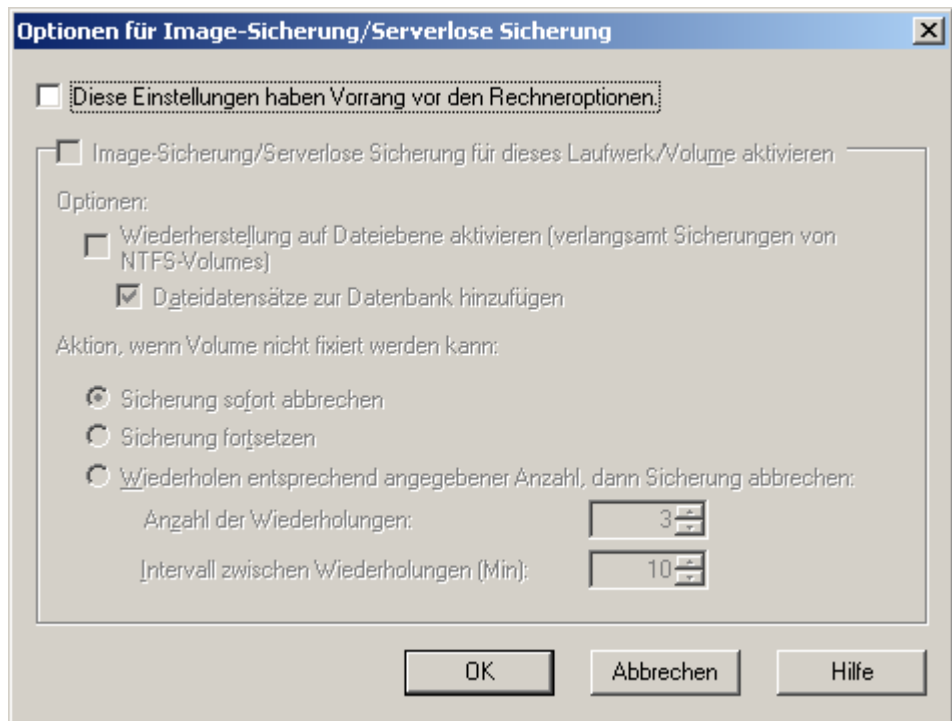 Optionen für Image-Sicherung/Serverlose Sicherung
Diese Einstellungen haben Vorrang vor den Rechneroptionen.
Image-Sicherung/Serverlose Sicherung für dieses Laufwerk/Volume aktivieren
Optionen:
Wiederherstellung auf Dateiebene aktivieren (verlangsamt Sicherungen von
NTFS-Volumes)
Dateidatensätze zur Datenbank hinzufügen
Aktion, wenn Volume nicht fixiert werden kann:
Sicherung sofort abbrechen
Sicherung fortsetzen
Wiederholen entsprechend angegebener Anzahl, dann Sicherung abbrechen:
Anzahl der Wiederholungen: 3
Intervall zwischen Wiederholungen (Min): 10
OK Abbrechen Hilfe